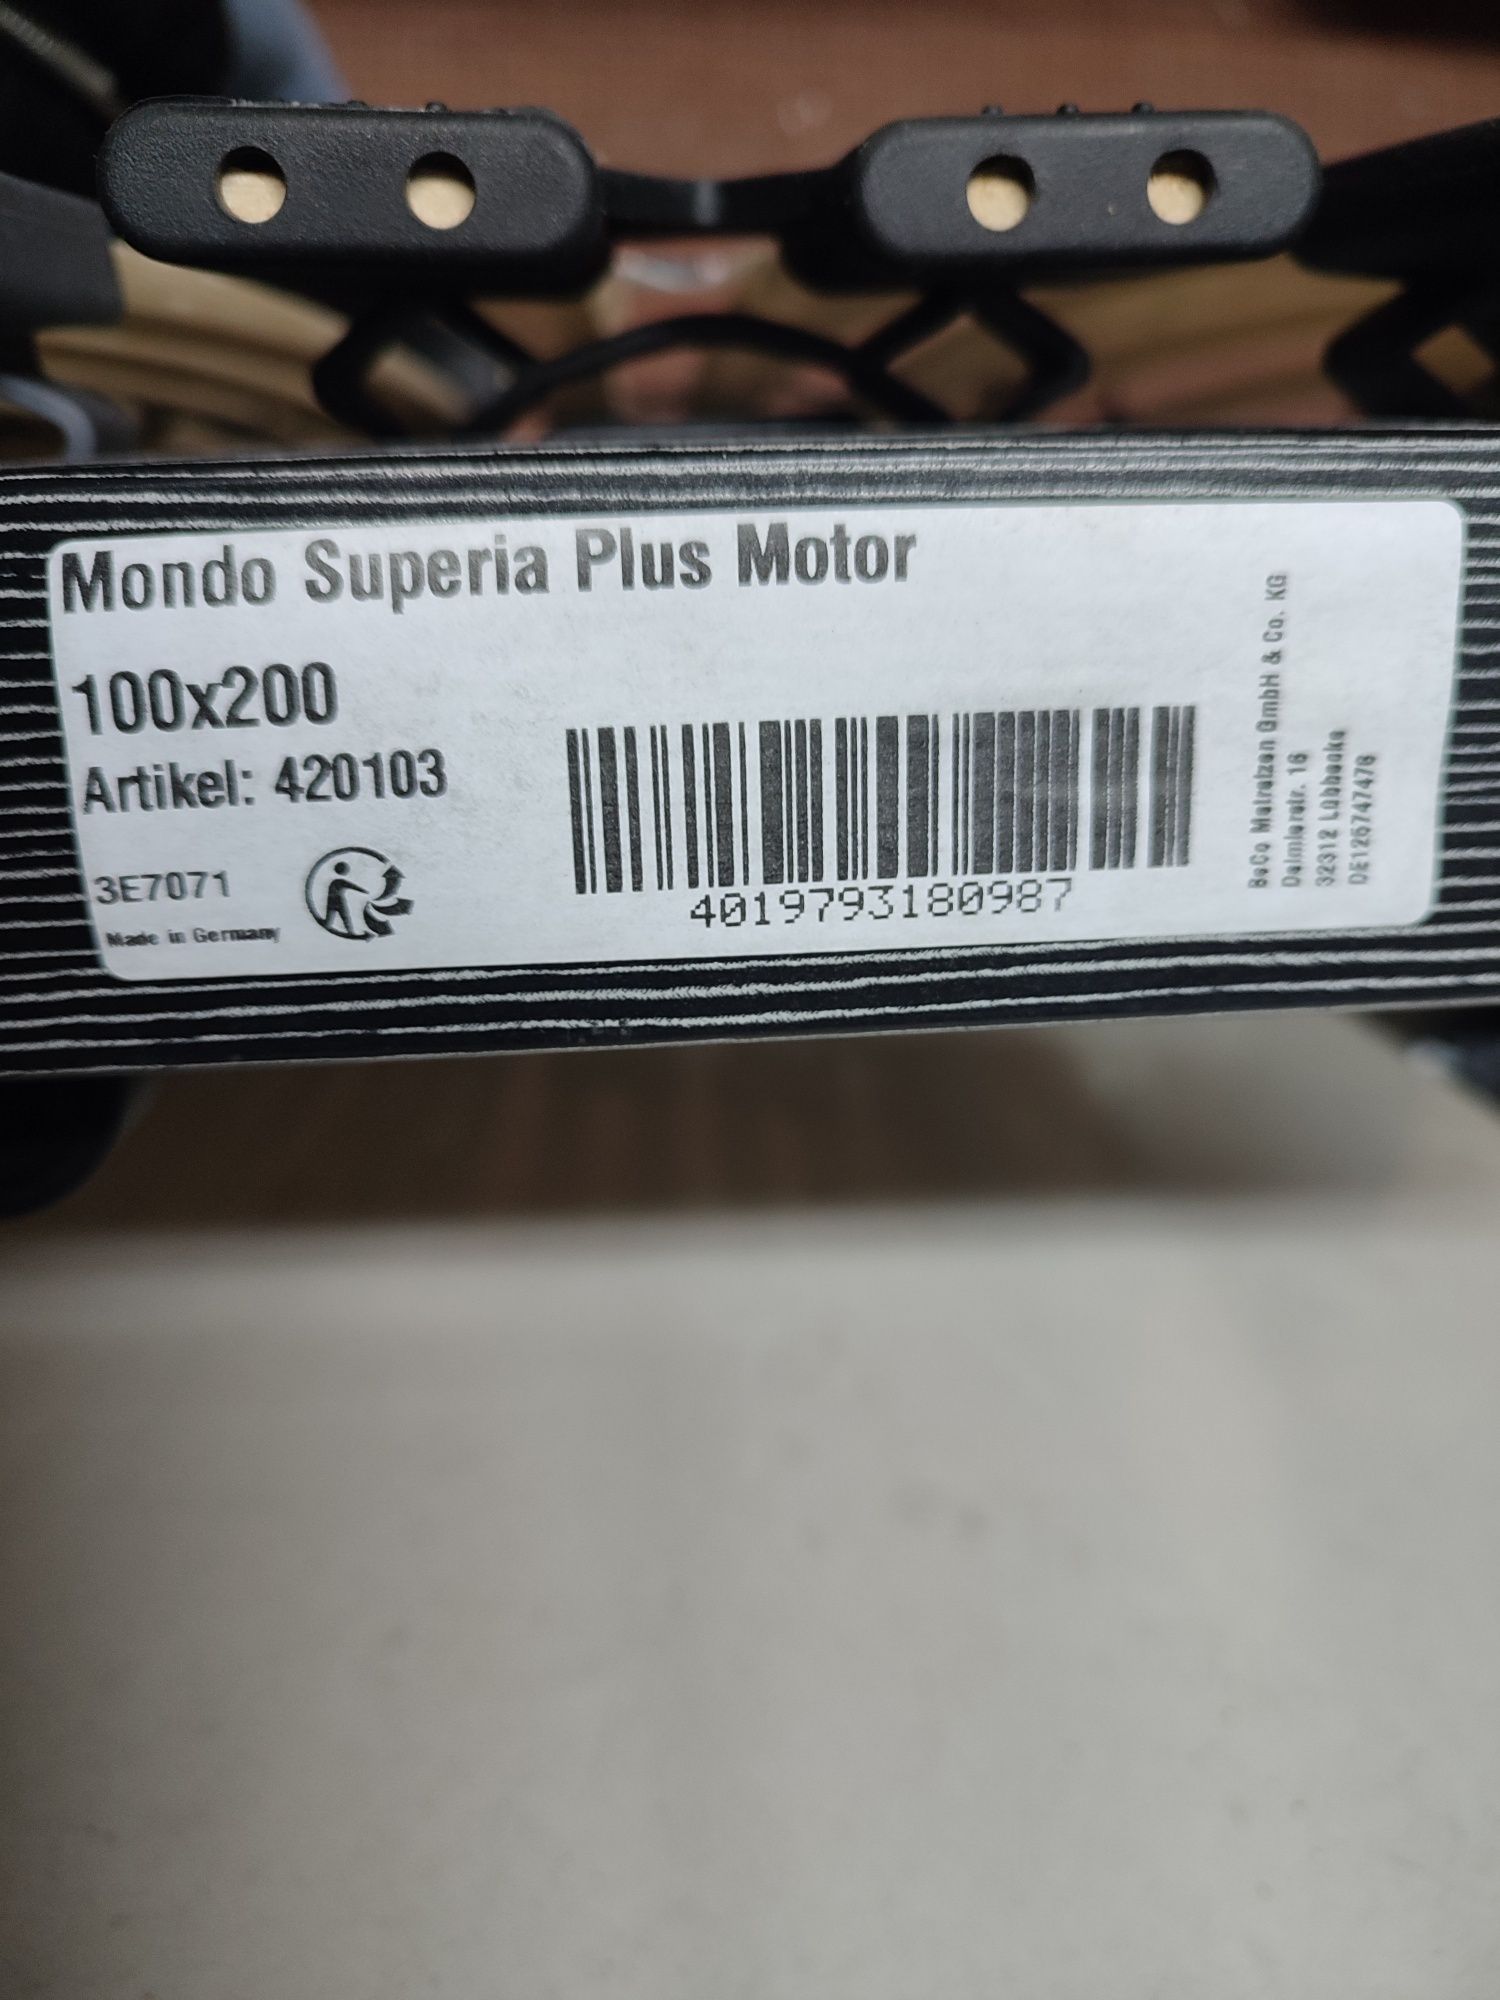 Mondo Superia Plus Motor
100x200
Artikel: 420103
3E7071
Made in Germany
4019793180987
BeCo Matratzen GmbH & Co. KG
Daimlerstr. 16
32312 Lübbecke
DE125747476